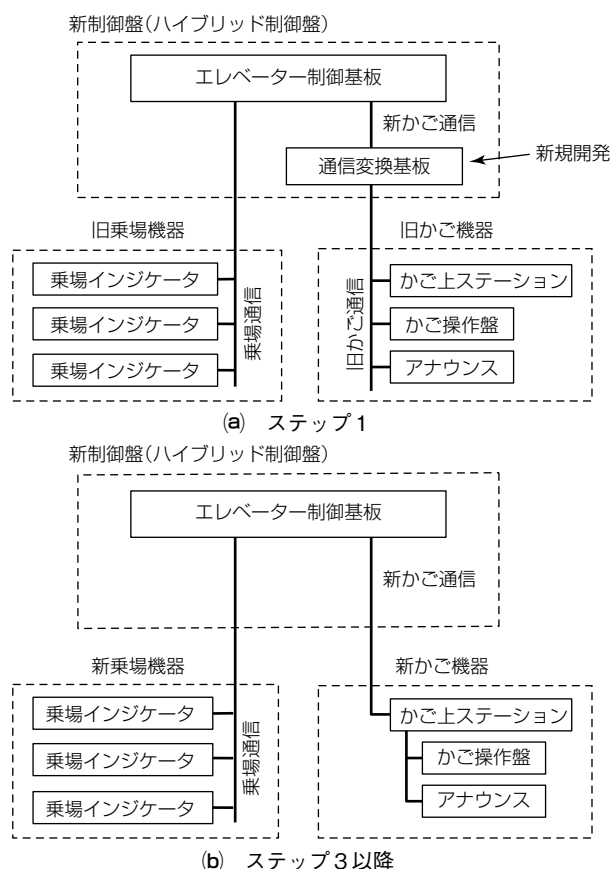 新制御盤(ハイブリッド制御盤)
エレベーター制御基板
新かご通信
通信変換基板
新規開発
旧乗場機器
乗場インジケータ
乗場インジケータ
乗場インジケータ
乗場通信
旧かご機器
旧かご通信
かご上ステーション
かご操作盤
アナウンス
(a) ステップ1
新制御盤(ハイブリッド制御盤)
エレベーター制御基板
新かご通信
新乗場機器
乗場インジケータ
乗場インジケータ
乗場インジケータ
乗場通信
新かご機器
かご上ステーション
かご操作盤
アナウンス
(b) ステップ3以降